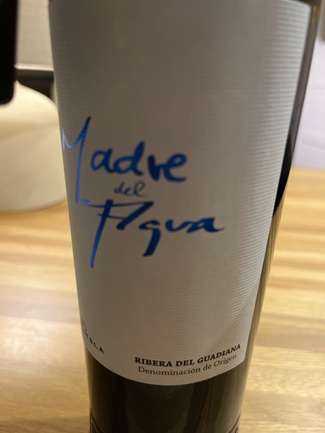 Madre
del
Agua
RIBERA DEL GUADIANA
Denominación de Origen